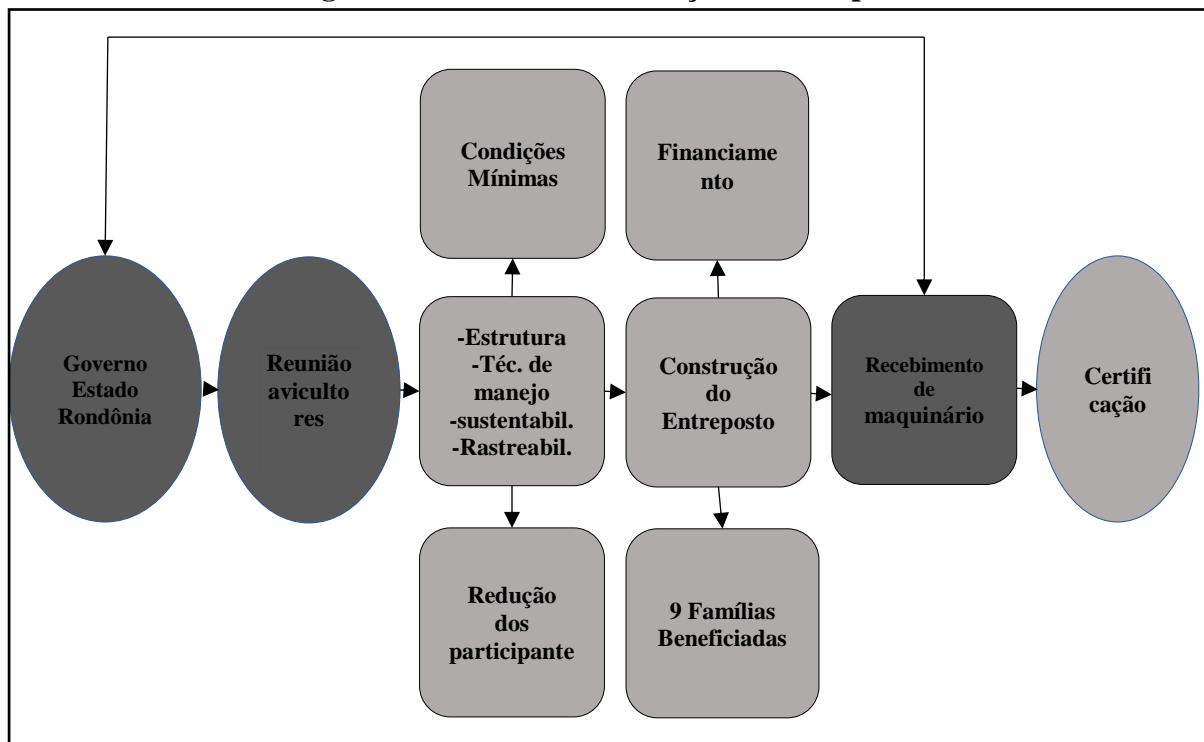 Condições
Mínimas
Financiame
nto
Governo
Estado
Rondônia
Reunião
aviculto
res
-Estrutura
-Téc. de
manejo
-sustentabil.
-Rastreabil.
Construção
do
Entreposto
Recebimento
de
maquinário
Certifi
cação
Redução
dos
participante
9 Famílias
Beneficiadas